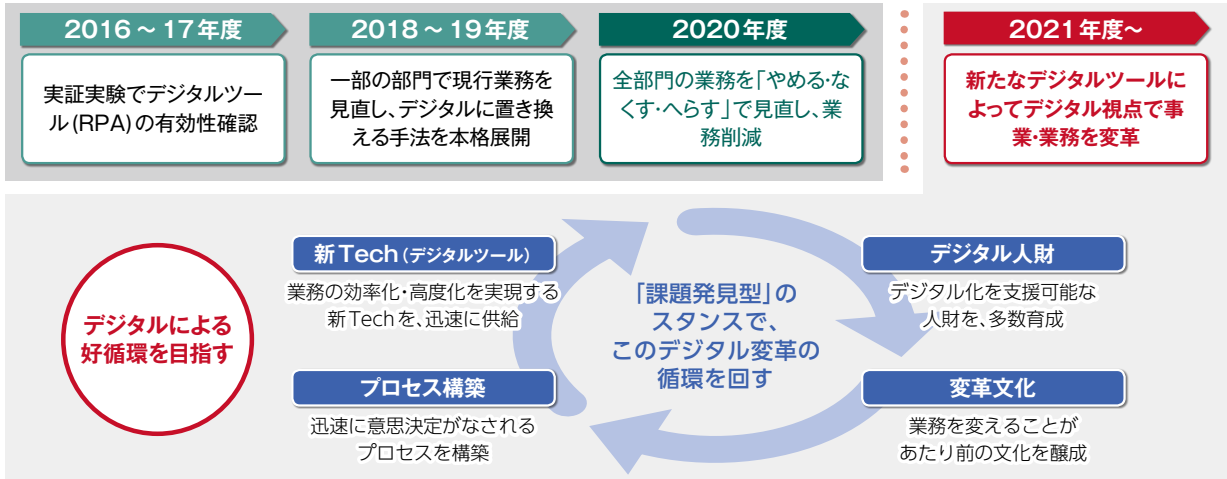 2016～17年度
実証実験でデジタルツー
ル(RPA)の有効性確認
2018～19年度
一部の部門で現行業務を
見直し、デジタルに置き換
える手法を本格展開
2020年度
全部門の業務を「やめる・な
くす・へらす」で見直し、業
務削減
2021年度～
新たなデジタルツールに
よってデジタル視点で事
業・業務を変革
デジタルによる
好循環を目指す
新Tech(デジタルツール)
業務の効率化・高度化を実現する
新Techを、迅速に供給
プロセス構築
迅速に意思決定がなされる
プロセスを構築
「課題発見型」の
スタンスで、
このデジタル変革の
循環を回す
デジタル人財
デジタル化を支援可能な
人財を、多数育成
変革文化
業務を変えることが
あたり前の文化を醸成